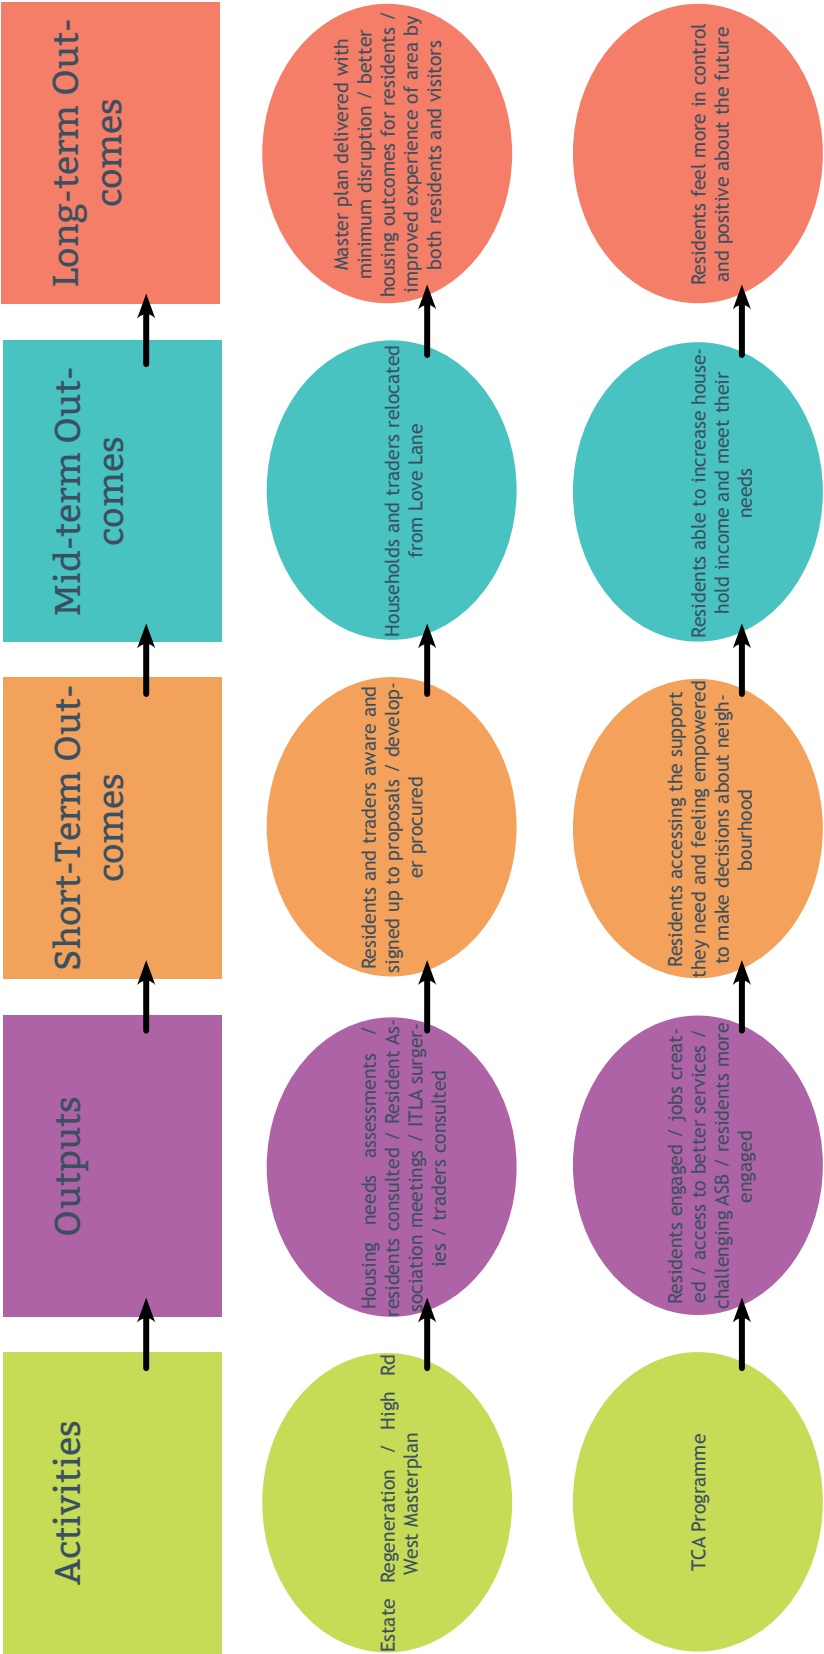 Activities
Outputs
Short-Term Out-
comes
Mid-term Out-
comes
Long-term Out-
comes
Estate Regeneration / High Rd
West Masterplan
Housing needs assessments /
residents consulted / Resident As-
sociation meetings / ITLA surger-
ies / traders consulted
Residents and traders aware and
signed up to proposals / develop-
er procured
Households and traders relocated
from Love Lane
Master plan delivered with
minimum disruption / better
housing outcomes for residents /
improved experience of area by
both residents and visitors
TCA Programme
Residents engaged / jobs creat-
ed / access to better services /
challenging ASB / residents more
engaged
Residents accessing the support
they need and feeling empowered
to make decisions about neigh-
bourhood
Residents able to increase house-
hold income and meet their
needs
Residents feel more in control
and positive about the future